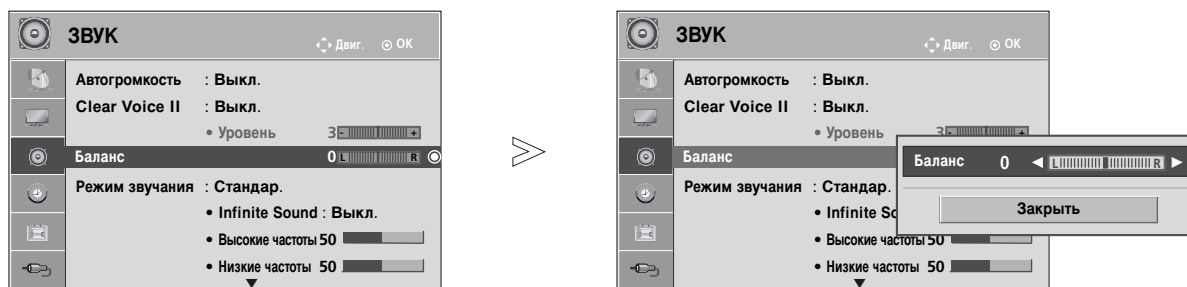 ЗВУК
Двиг. OK
Автогромкость : Выкл.
Clear Voice II : Выкл.
• Уровень 3 - +
Баланс 0 L R
Режим звучания : Стандар.
• Infinite Sound : Выкл.
• Высокие частоты 50
• Низкие частоты 50
ЗВУК
Двиг. OK
Автогромкость : Выкл.
Clear Voice II : Выкл.
• Уровень 3 - +
Баланс
Режим звучания : Стандар.
• Infinite So
• Высокие частоты 50
• Низкие частоты 50
Баланс 0 L R
Закрыть